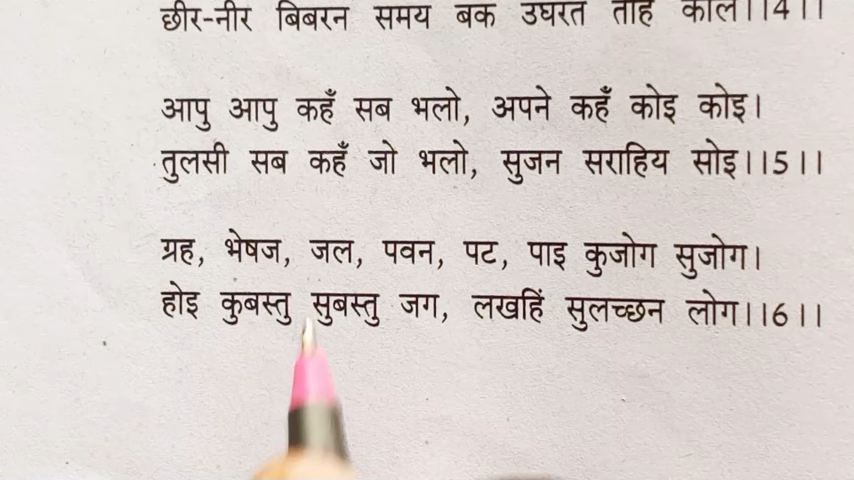 छीर-नीर बिबरन समय बक उघरत तेहि काल।।4।।
आपु आपु कहँ सब भलो, अपने कहँ कोइ कोइ।
तुलसी सब कहँ जो भलो, सुजन सराहिय सोइ।।5।।
ग्रह, भेषज, जल, पवन, पट, पाइ कुजोग सुजोग।
होइ कुबस्तु सुबस्तु जग, लखहिं सुलच्छन लोग।।6।।